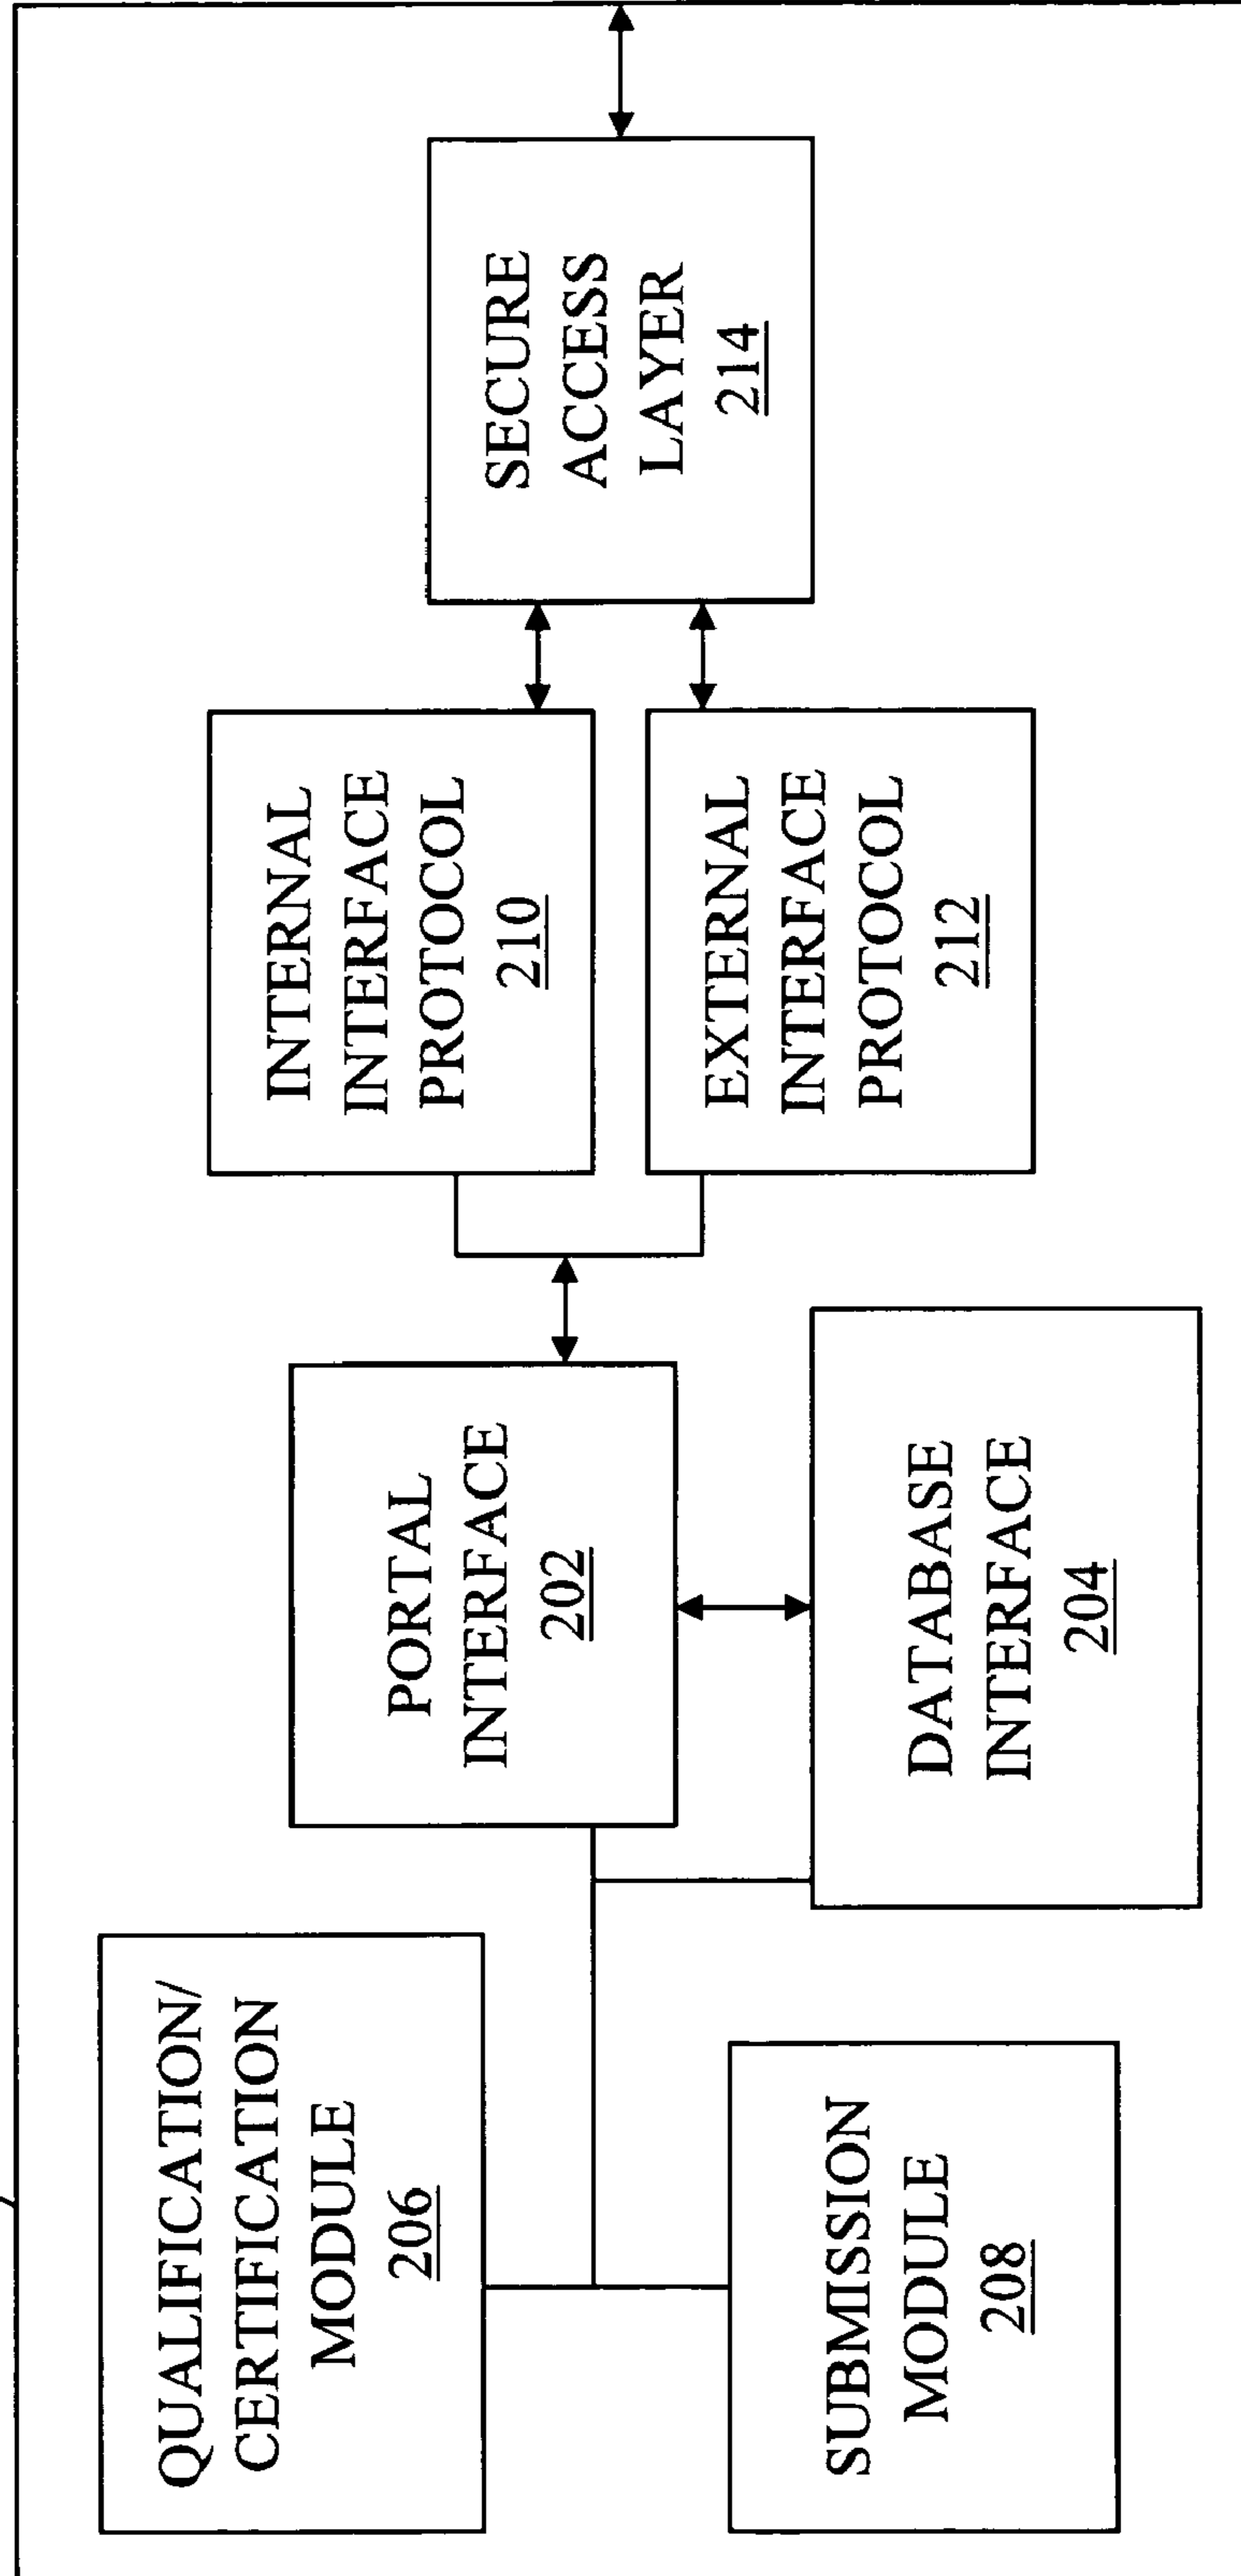 QUALIFICATION/
CERTIFICATION
MODULE
206
SUBMISSION
MODULE
208
PORTAL
INTERFACE
202
DATABASE
INTERFACE
204
INTERNAL
INTERFACE
PROTOCOL
210
EXTERNAL
INTERFACE
PROTOCOL
212
SECURE
ACCESS
LAYER
214